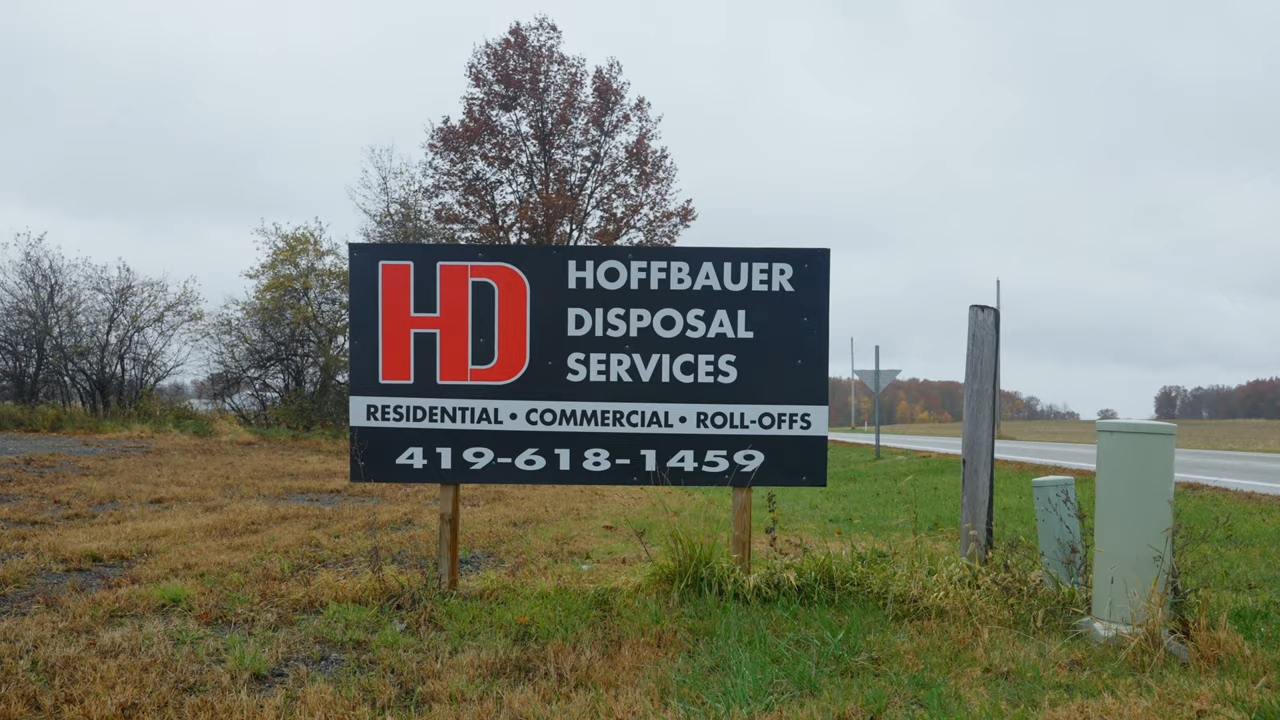 HD
HOFFBAUER
DISPOSAL
SERVICES
RESIDENTIAL • COMMERCIAL • ROLL-OFFS
419-618-1459